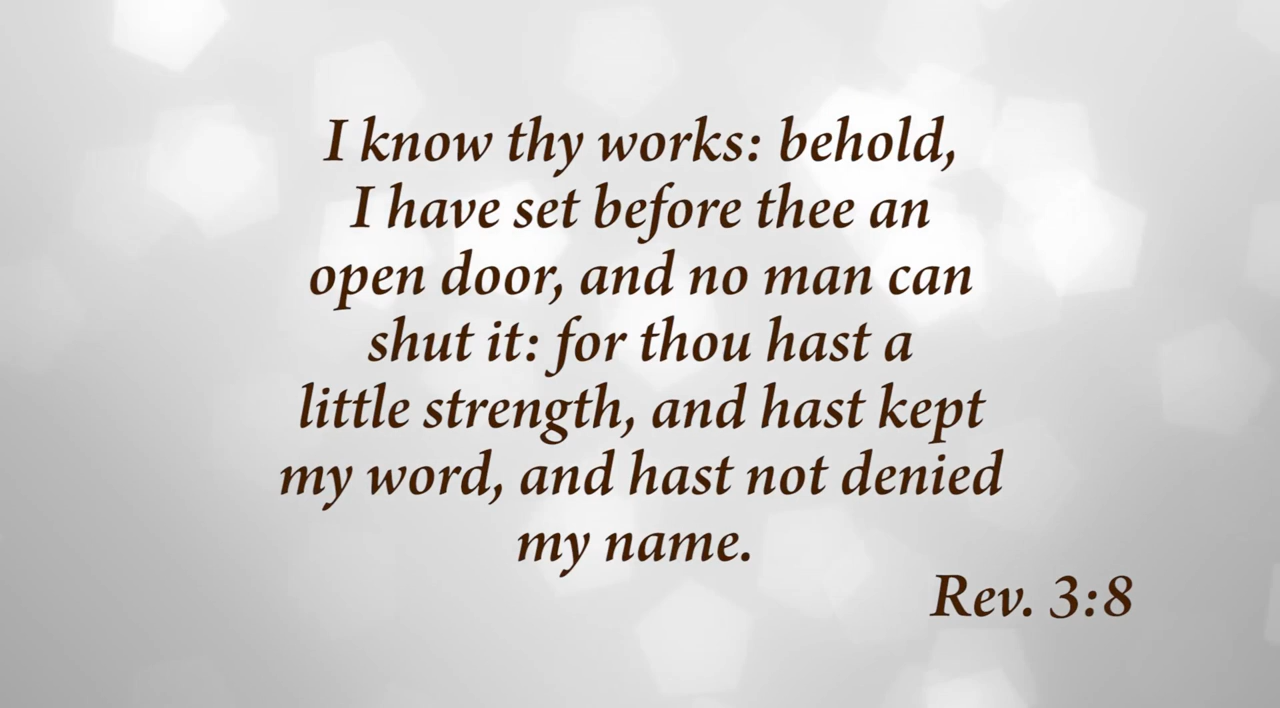 I know thy works: behold,
I have set before thee an
open door, and no man can
shut it: for thou hast a
little strength, and hast kept
my word, and hast not denied
my name.
Rev. 3:8